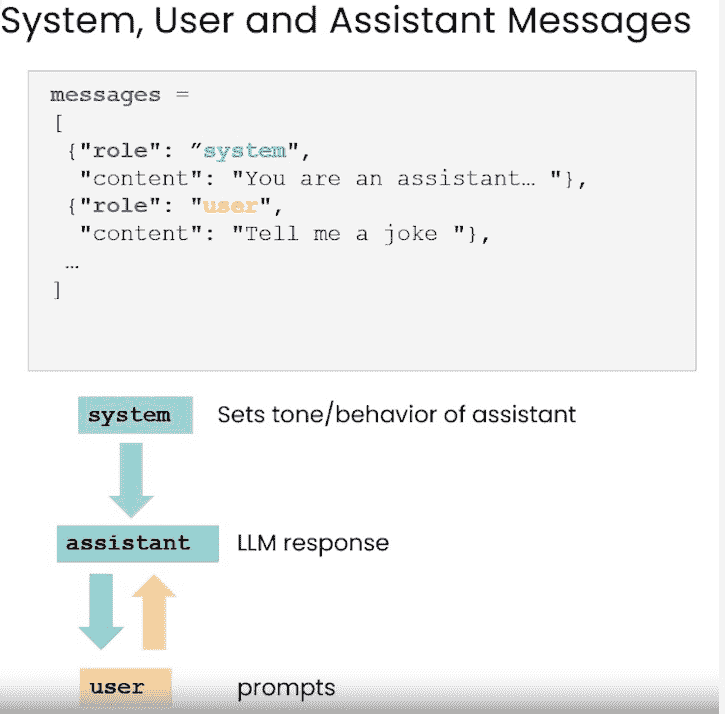 System, User and Assistant Messages
messages =
[
{"role": ”system",
"content": "You are an assistant… "},
{"role": "user",
"content": "Tell me a joke "},
…
]
system Sets tone/behavior of assistant
assistant LLM response
user prompts